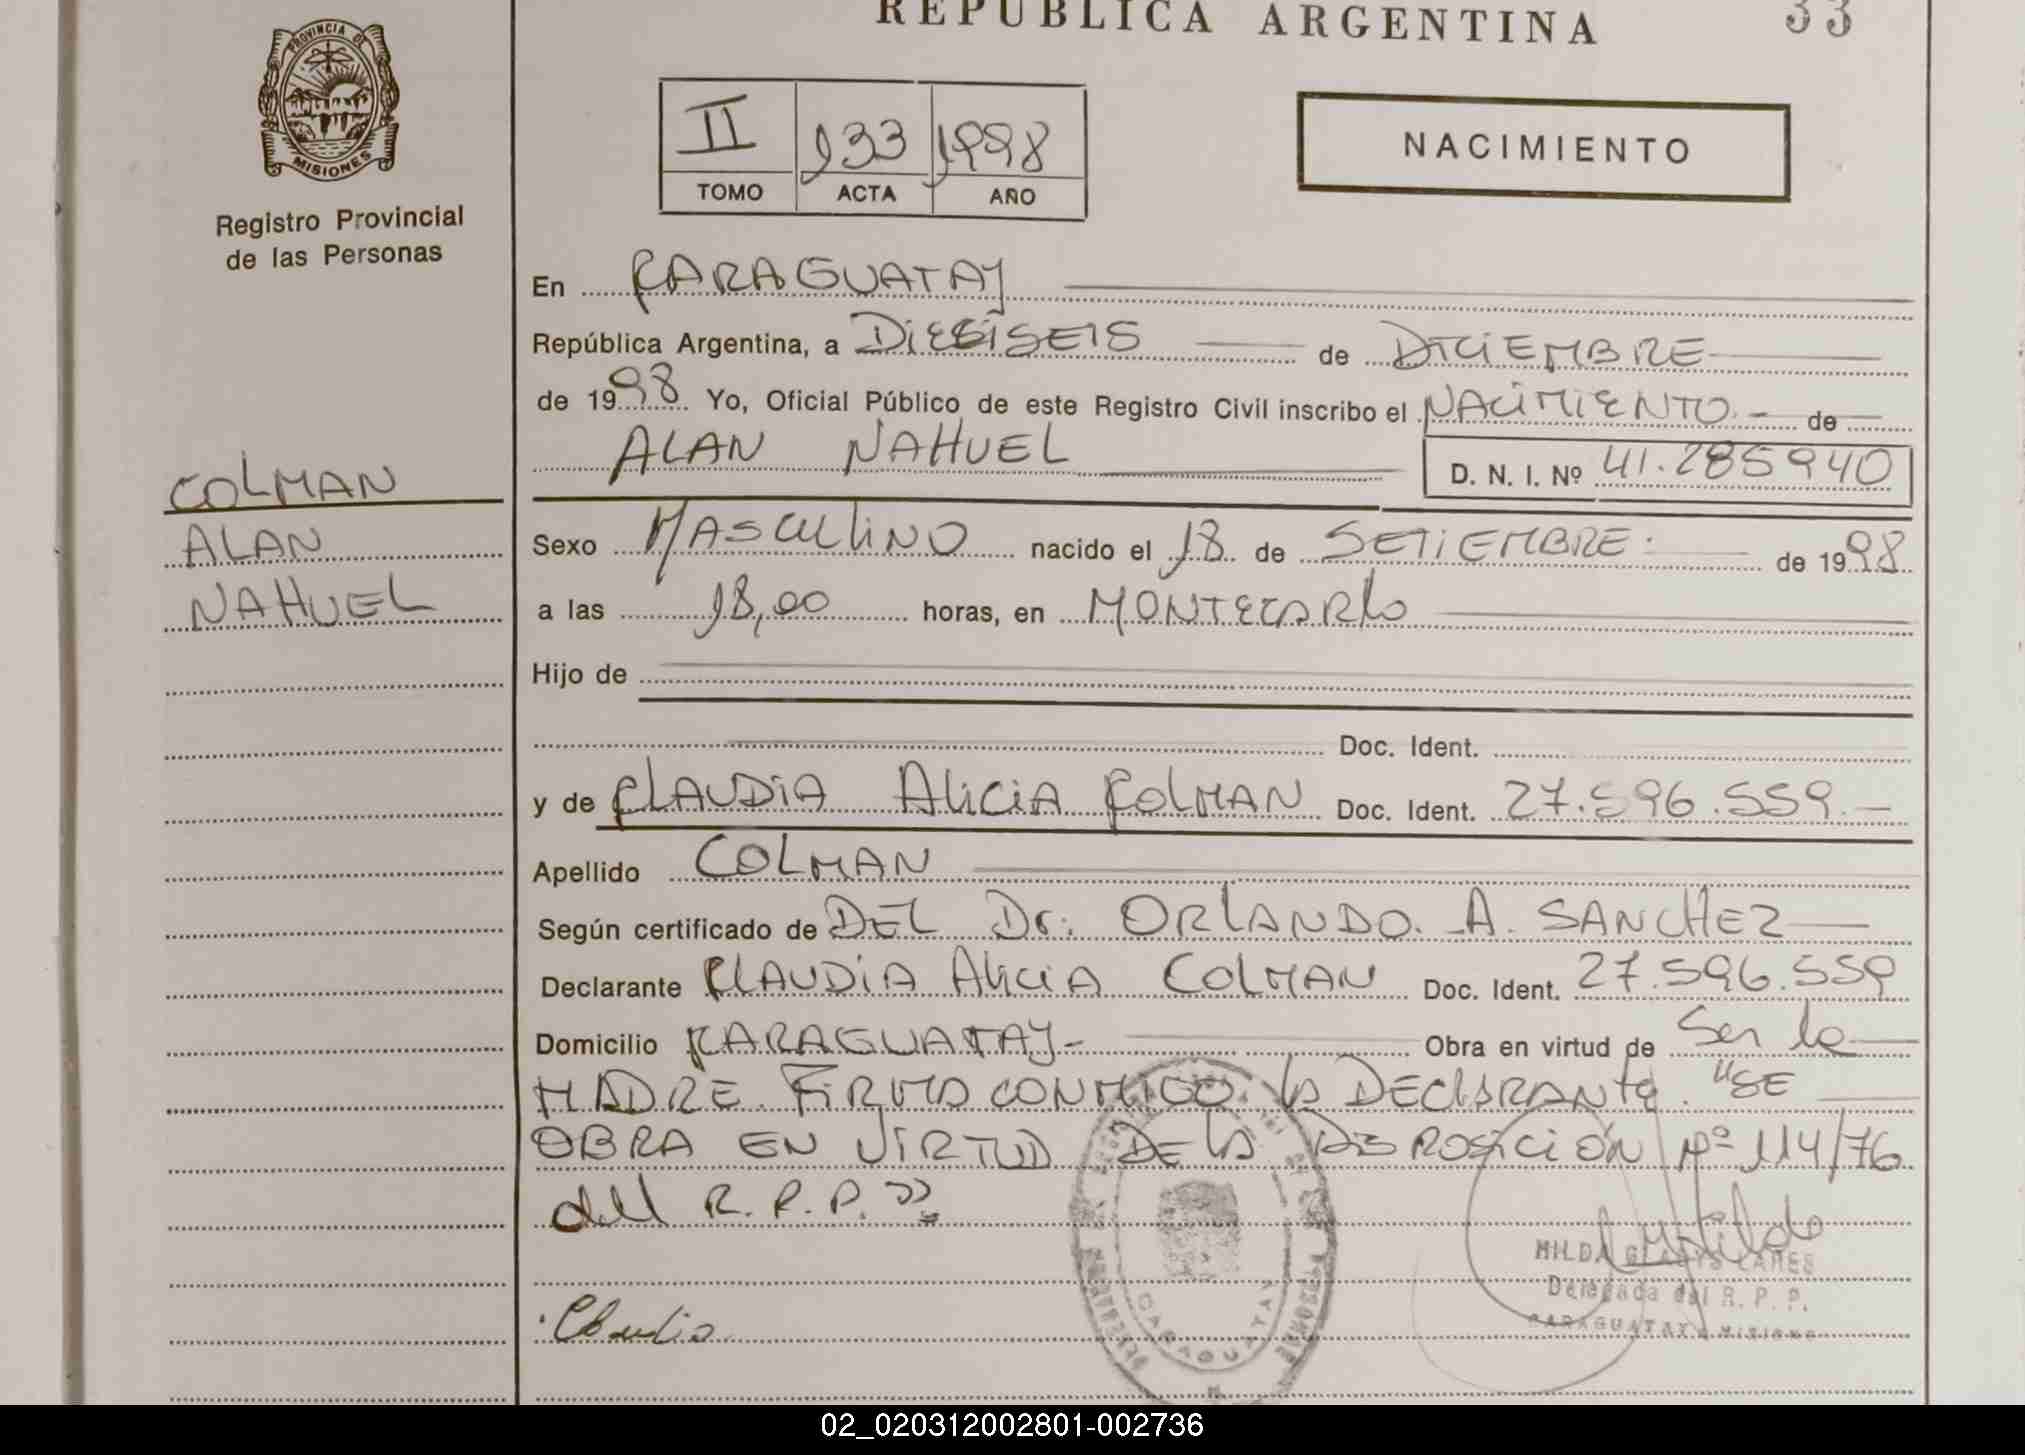 REPUBLICA ARGENTINA 33
PROVINCIA DE
MISIONES
Registro Provincial
de las Personas
II 133 1998
TOMO ACTA AÑO
NACIMIENTO
En CARAGUATAY
República Argentina, a DIECISEIS de DICIEMBRE
de 1998 Yo, Oficial Público de este Registro Civil inscribo el NACIMIENTO.- de
ALAN NAHUEL D. N. I. Nº 41.285940
COLMAN
ALAN
NAHUEL
Sexo MASCULINO nacido el 18 de SETIEMBRE. de 1998
a las 18,00 horas, en MONTECARLO
Hijo de
Doc. Ident.
y de CLAUDIA ALICIA COLMAN Doc. Ident. 27.596.559.-
Apellido COLMAN
Según certificado de DEL Dr. ORLANDO. A. SANCHEZ
Declarante CLAUDIA ALICIA COLMAN Doc. Ident. 27.596.559
Domicilio CARAGUATAY- Obra en virtud de Ser la
MADRE. FIRMA CONMIGO la DECLARANTE. "SE
OBRA EN VIRTUD DE LA DISPOSICIÓN Nº 114/76
del R.P.P."
Claudia
CARAGUATAY
Delegada del R. P. P.
CARAGUATAY MISIONES
02_020312002801-002736